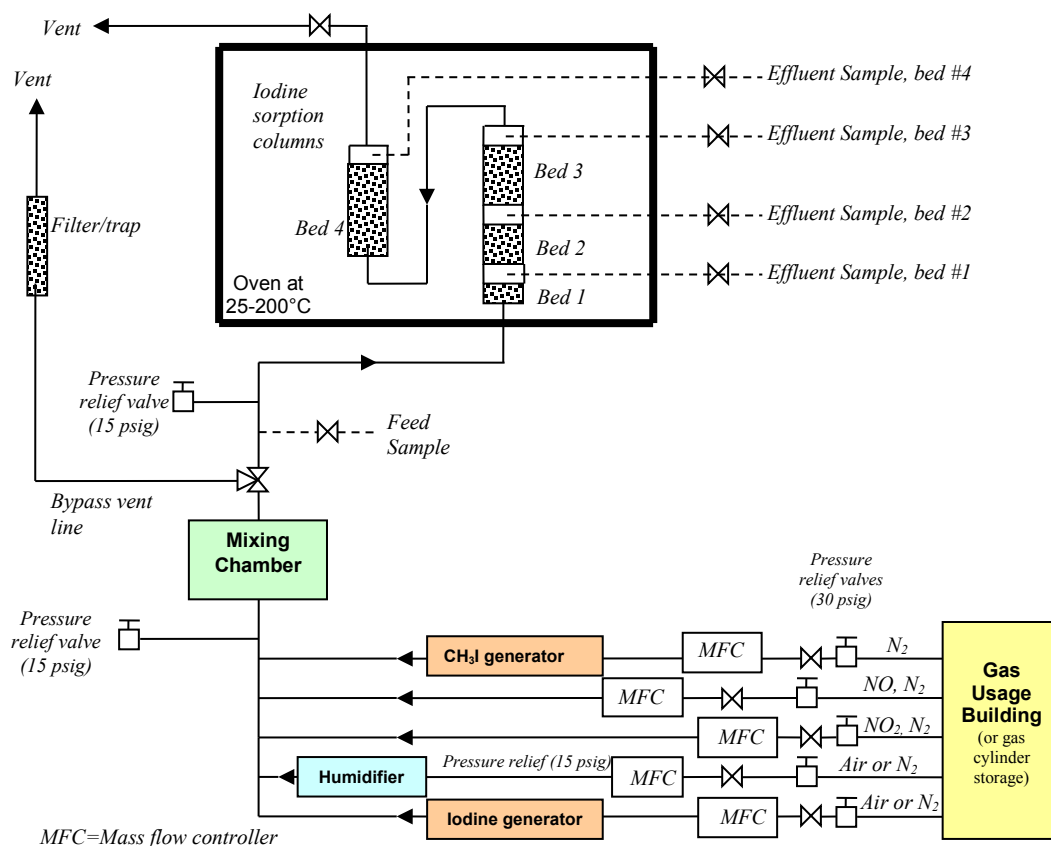 Vent
Vent
Iodine
sorption
columns
Effluent Sample, bed #4
Effluent Sample, bed #3
Bed 3
Filter/trap
Bed 4
Effluent Sample, bed #2
Bed 2
Effluent Sample, bed #1
Oven at
25-200°C
Bed 1
Pressure
relief valve
(15 psig)
Feed
Sample
Bypass vent
line
Mixing
Chamber
Pressure
relief valves
(30 psig)
Pressure
relief valve
(15 psig)
CH₃I generator
MFC
N₂
MFC
NO, N₂
MFC
NO₂, N₂
Humidifier
Pressure relief (15 psig)
MFC
Air or N₂
Iodine generator
MFC
Air or N₂
Gas
Usage
Building
(or gas
cylinder
storage)
MFC=Mass flow controller